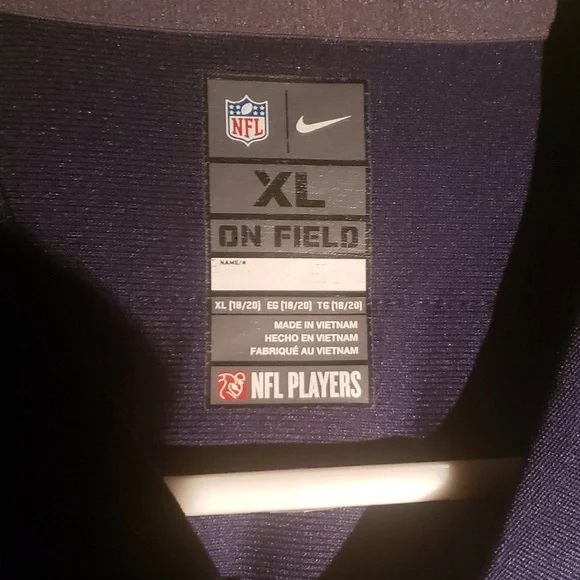 NFL
XL
ON FIELD
NAME/#
XL (18/20) EG (18/20) TG (18/20)
MADE IN VIETNAM
HECHO EN VIETNAM
FABRIQUÉ AU VIETNAM
NFL PLAYERS